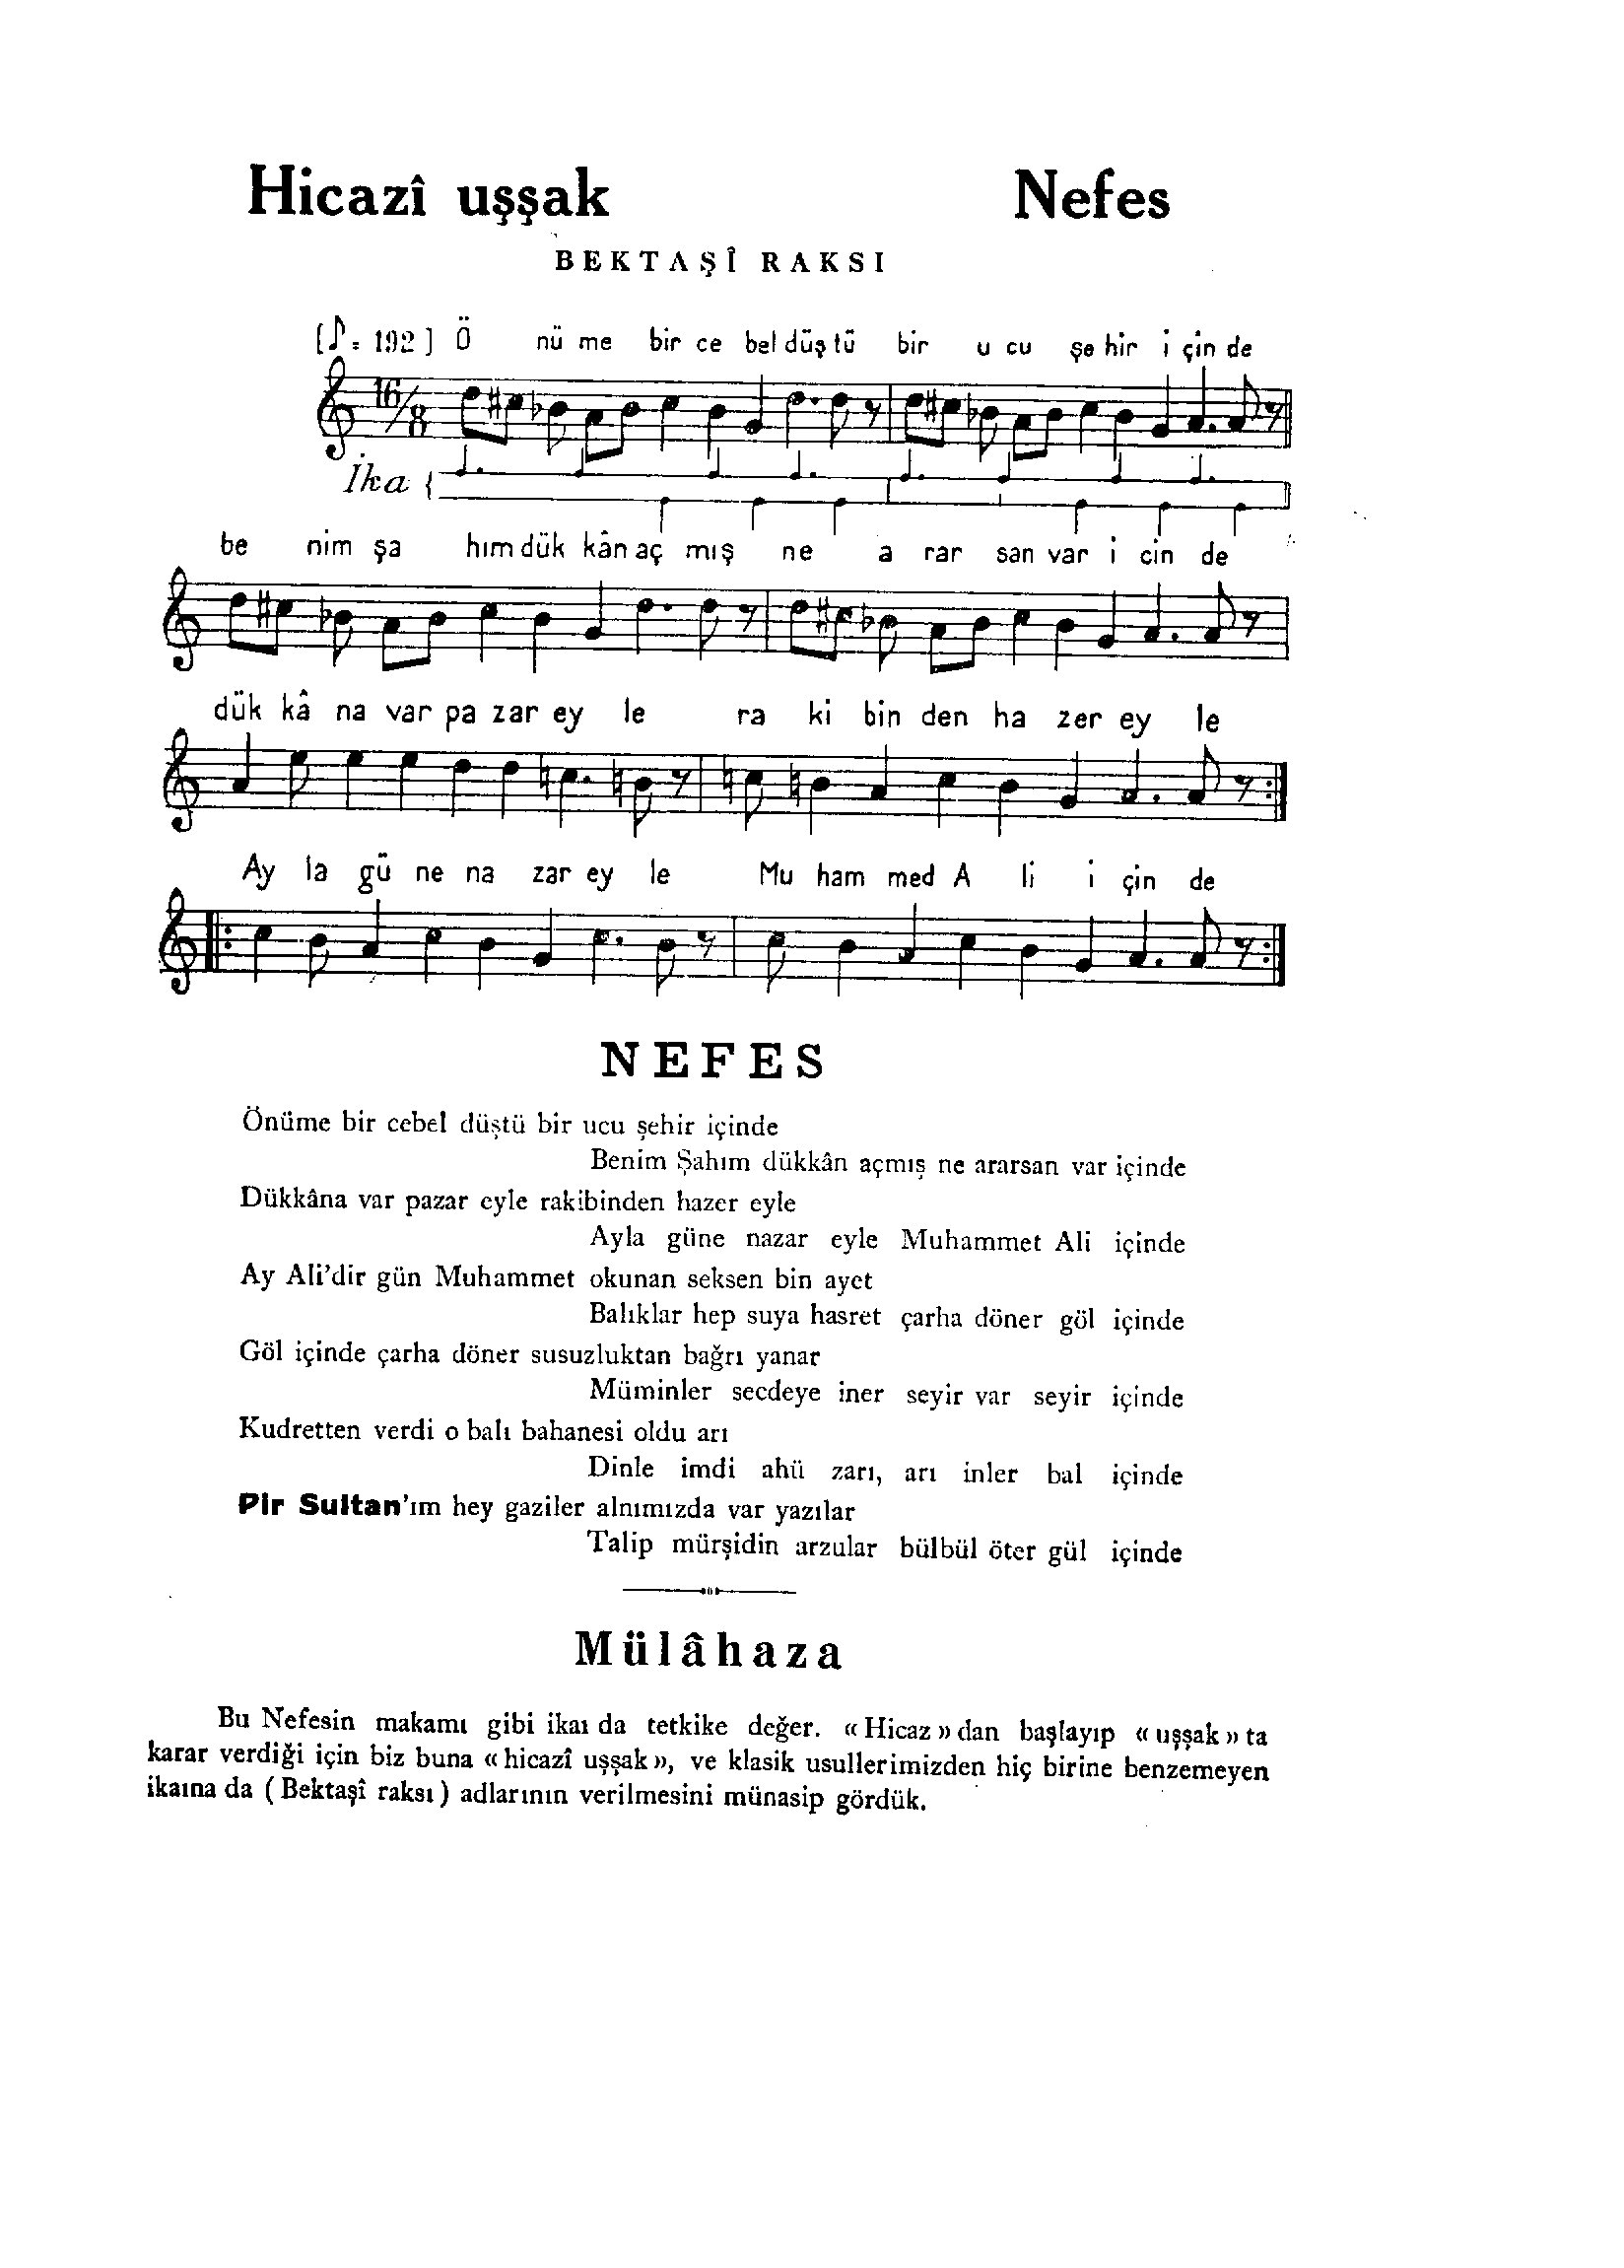 Hicazî uşşak Nefes
BEKTAŞÎ RAKSI
[♪ = 192] Ö nü me bir ce bel düş tü bir u cu şe hir i çin de
16/8
İka
be nim şa hım dük kân aç mış ne a rar san var i cin de
dük kâ na var pa zar ey le ra ki bin den ha zer ey le
Ay la gü ne na zar ey le Mu ham med A li i çin de
NEFES
Önüme bir cebel düştü bir ucu şehir içinde
Benim Şahım dükkân açmış ne ararsan var içinde
Dükkâna var pazar eyle rakibinden hazer eyle
Ayla güne nazar eyle Muhammet Ali içinde
Ay Ali'dir gün Muhammet okunan seksen bin ayet
Balıklar hep suya hasret çarha döner göl içinde
Göl içinde çarha döner susuzluktan bağrı yanar
Müminler secdeye iner seyir var seyir içinde
Kudretten verdi o balı bahanesi oldu arı
Dinle imdi ahü zarı, arı inler bal içinde
Pir Sultan'ım hey gaziler alnımızda var yazılar
Talip mürşidin arzular bülbül öter gül içinde
Mülâhaza
Bu Nefesin makamı gibi ikaı da tetkike değer. « Hicaz » dan başlayıp « uşşak » ta
karar verdiği için biz buna « hicazî uşşak », ve klasik usullerimizden hiç birine benzemeyen
ikaına da ( Bektaşî raksı ) adlarının verilmesini münasip gördük.